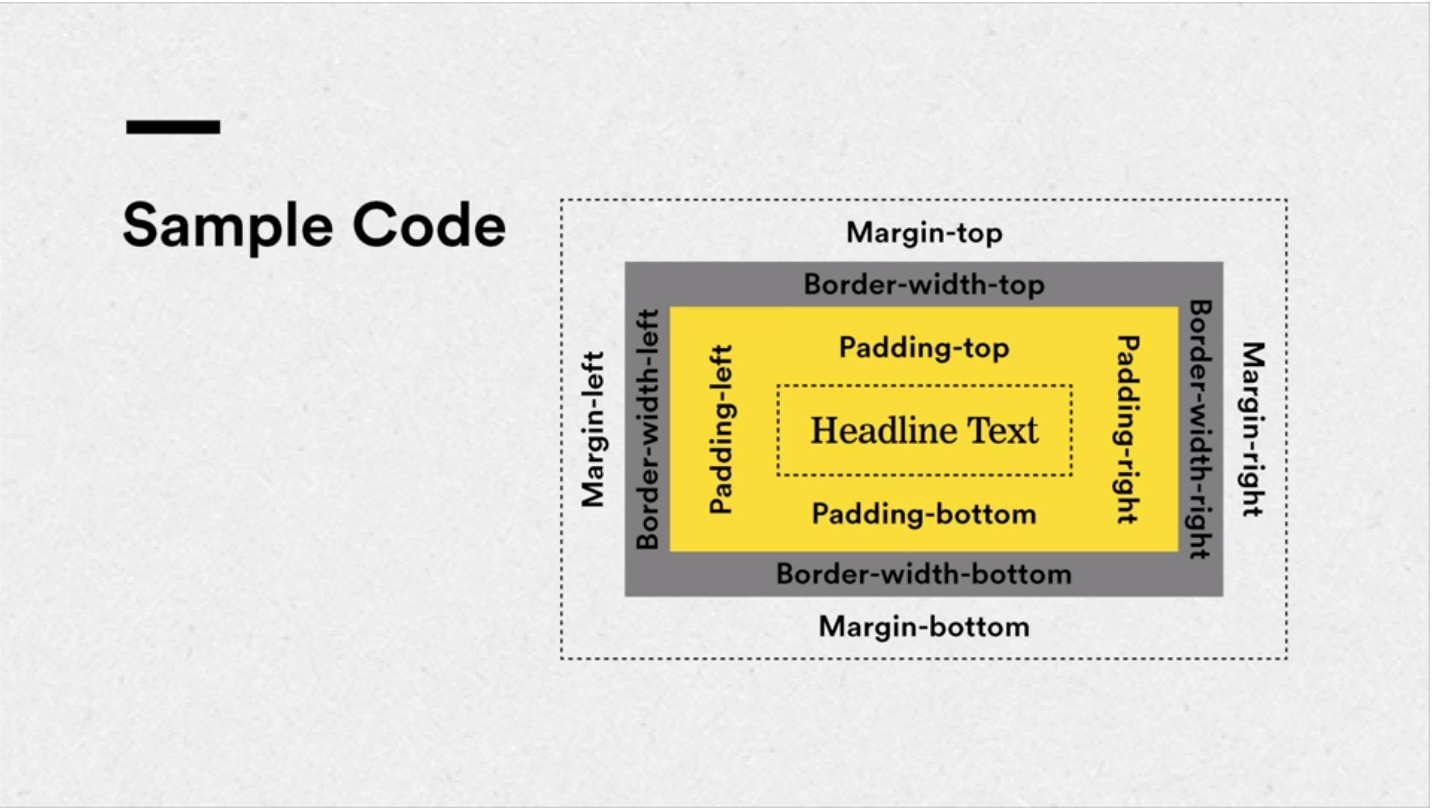 Sample Code
Margin-top
Border-width-top
Padding-top
Margin-left
Border-width-left
Padding-left
Headline Text
Padding-right
Border-width-right
Margin-right
Padding-bottom
Border-width-bottom
Margin-bottom